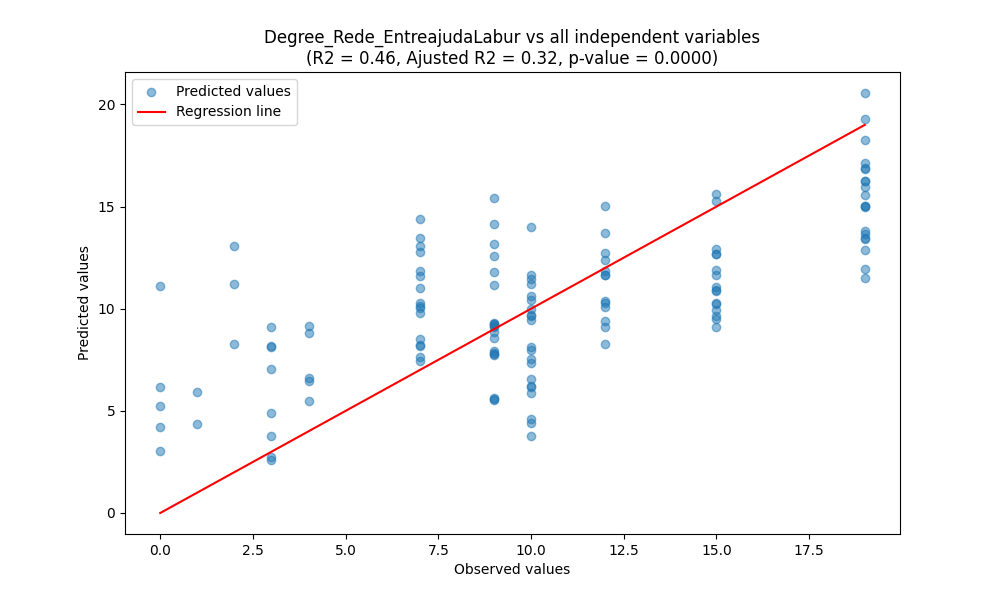 Degree_Rede_EntreajudaLabur vs all independent variables
(R2 = 0.46, Ajusted R2 = 0.32, p-value = 0.0000)
Predicted values
Regression line
Predicted values
20
15
10
5
0
0.0 2.5 5.0 7.5 10.0 12.5 15.0 17.5
Observed values